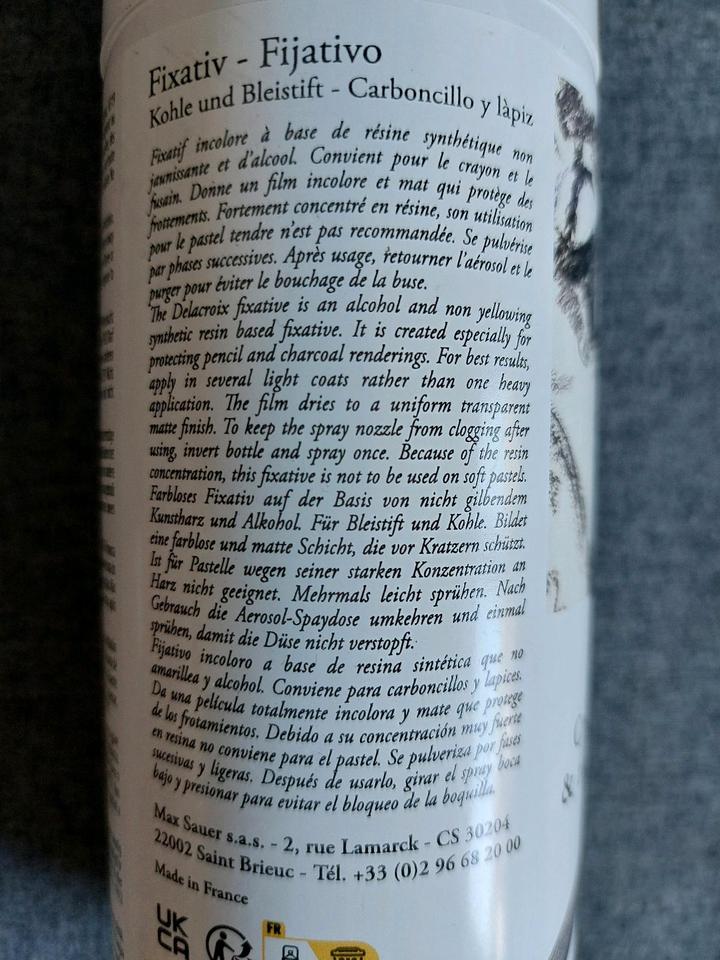 Fixativ - Fijativo
Kohle und Bleistift - Carboncillo y làpiz
Fixatif incolore à base de résine synthétique non
jaunissante et d'alcool. Convient pour le crayon et le
fusain. Donne un film incolore et mat qui protège des
frottements. Fortement concentré en résine, son utilisation
pour le pastel tendre n'est pas recommandée. Se pulvérise
par phases successives. Après usage, retourner l'aérosol et le
purger pour éviter le bouchage de la buse.
The Delacroix fixative is an alcohol and non yellowing
synthetic resin based fixative. It is created especially for
protecting pencil and charcoal renderings. For best results,
apply in several light coats rather than one heavy
application. The film dries to a uniform transparent
matte finish. To keep the spray nozzle from clogging after
using, invert bottle and spray once. Because of the resin
concentration, this fixative is not to be used on soft pastels.
Farbloses Fixativ auf der Basis von nicht gilbendem
Kunstharz und Alkohol. Für Bleistift und Kohle. Bildet
eine farblose und matte Schicht, die vor Kratzern schützt.
Ist für Pastelle wegen seiner starken Konzentration an
Harz nicht geeignet. Mehrmals leicht sprühen. Nach
Gebrauch die Aerosol-Spaydose umkehren und einmal
sprühen, damit die Düse nicht verstopft.
Fijativo incoloro a base de resina sintética que no
amarillea y alcohol. Conviene para carboncillos y lapices.
Da una película totalmente incolora y mate que protege
de los frotamientos. Debido a su concentración muy fuerte
en resina no conviene para el pastel. Se pulveriza por fases
sucesivas y ligeras. Después de usarlo, girar el spray boca
bajo y presionar para evitar el bloqueo de la boquilla.
Max Sauer s.a.s. - 2, rue Lamarck - CS 30204
22002 Saint Brieuc - Tél. +33 (0)2 96 68 20 00
Made in France
UK
CA
FR
&